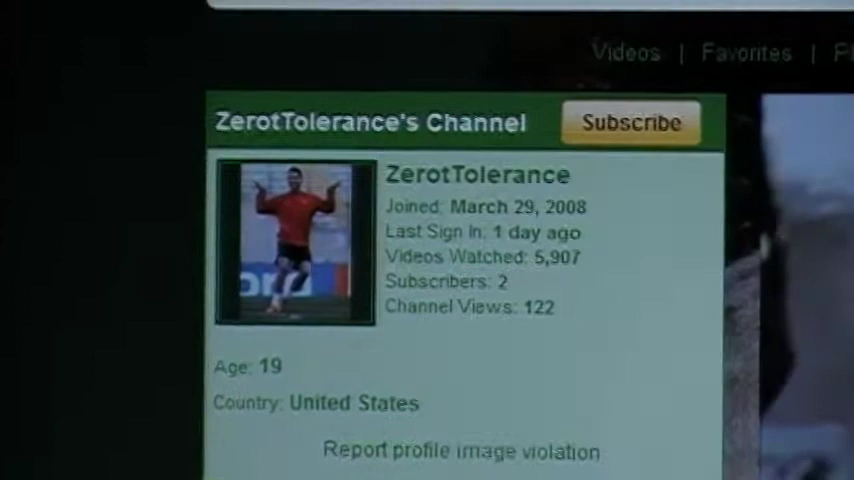 Videos | Favorites |
ZerotTolerance's Channel
Subscribe
ZerotTolerance
Joined: March 29, 2008
Last Sign In: 1 day ago
Videos Watched: 5,907
Subscribers: 2
Channel Views: 122
Age: 19
Country: United States
Report profile image violation